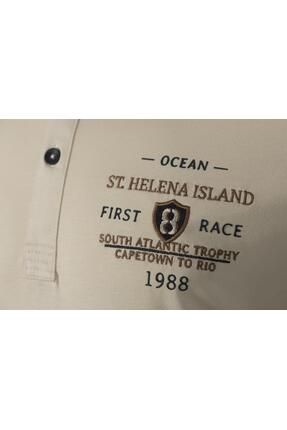 — OCEAN —
ST. HELENA ISLAND
FIRST 8 RACE
SOUTH ATLANTIC TROPHY
CAPETOWN TO RIO
1988